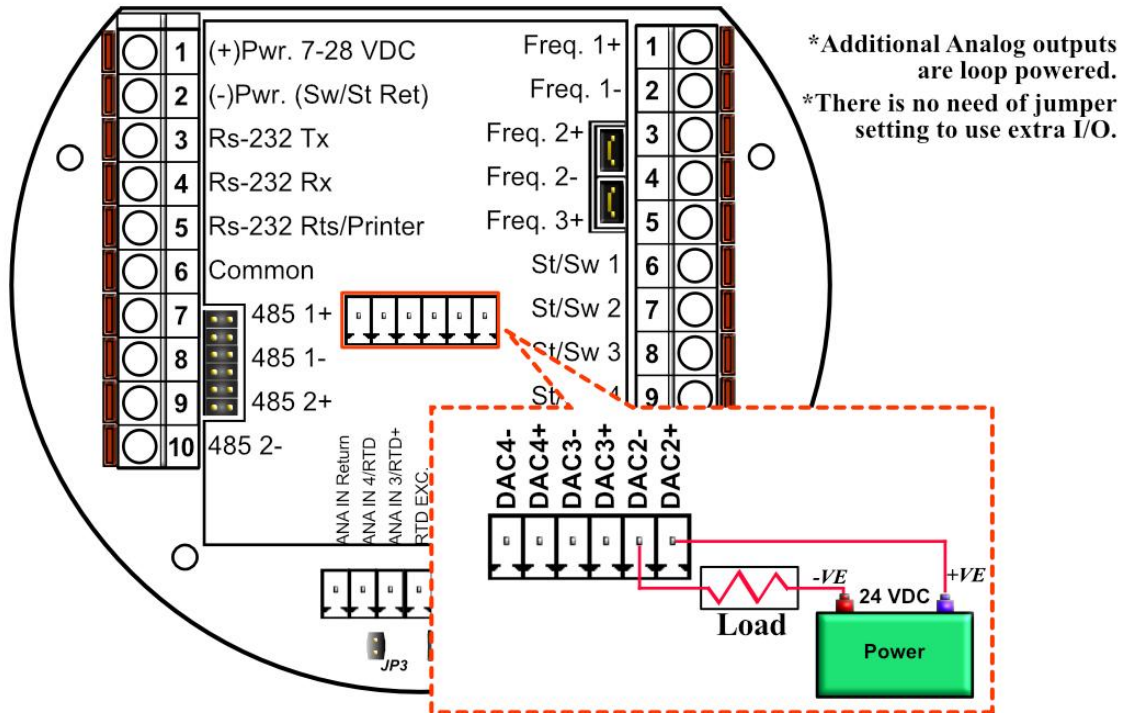 *Additional Analog outputs
are loop powered.
*There is no need of jumper
setting to use extra I/O.
1 (+)Pwr. 7-28 VDC
2 (-)Pwr. (Sw/St Ret)
3 Rs-232 Tx
4 Rs-232 Rx
5 Rs-232 Rts/Printer
6 Common
7 485 1+
8 485 1-
9 485 2+
10 485 2-
Freq. 1+ 1
Freq. 1- 2
Freq. 2+ 3
Freq. 2- 4
Freq. 3+ 5
St/Sw 1 6
St/Sw 2 7
St/Sw 3 8
9
ANA IN Return
ANA IN 4/RTD
ANA IN 3/RTD+
RTD EXC.
JP3
DAC4-
DAC4+
DAC3-
DAC3+
DAC2-
DAC2+
Load
-VE
24 VDC
+VE
Power